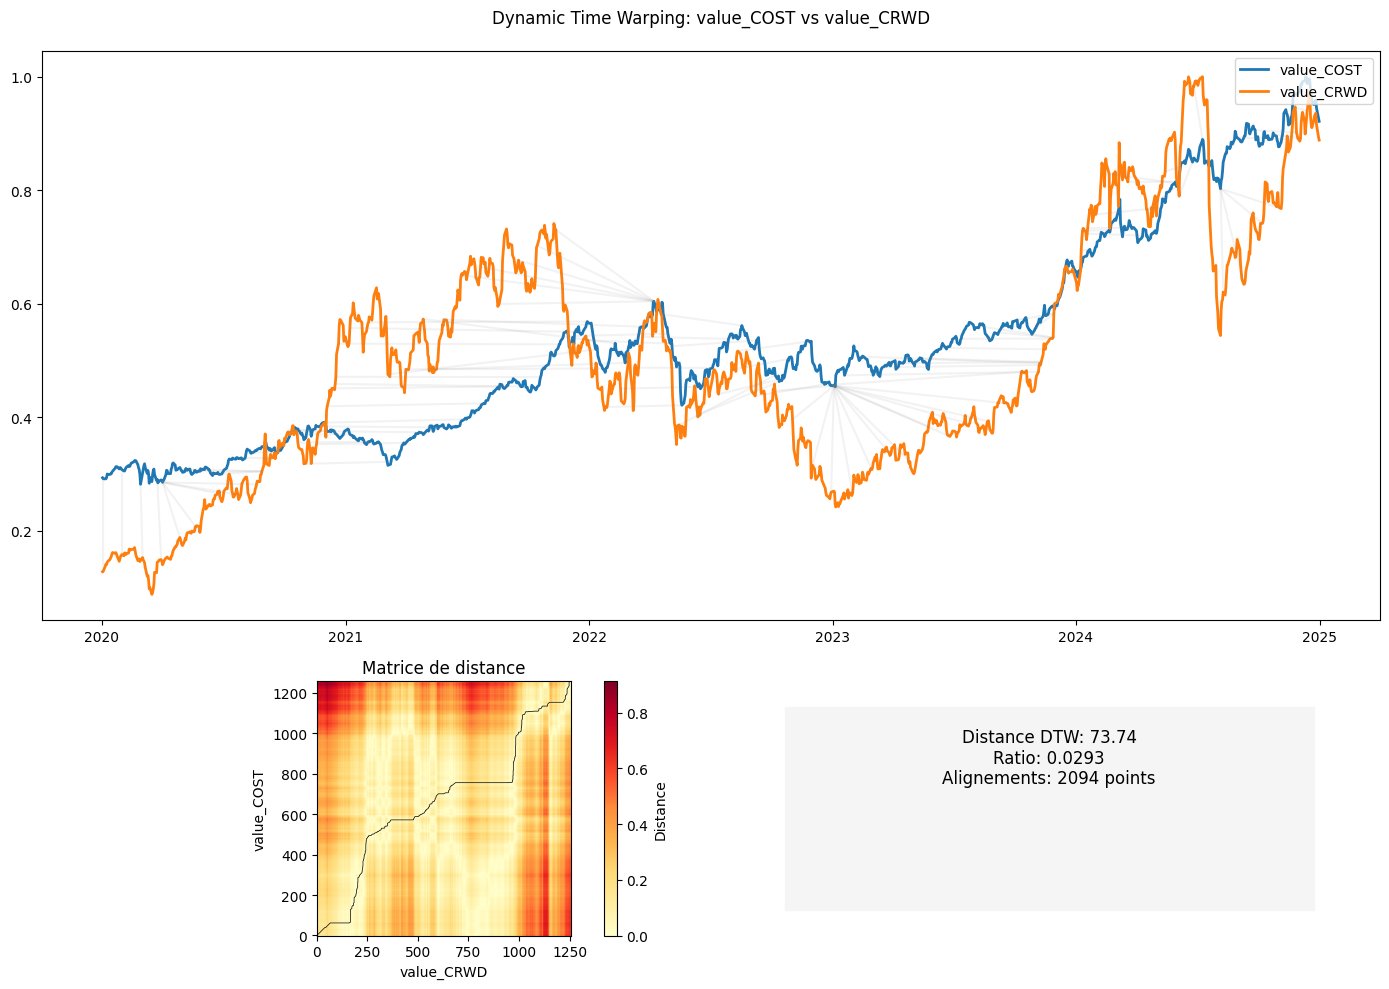 Dynamic Time Warping: value_COST vs value_CRWD
value_COST
value_CRWD
1.0
0.8
0.6
0.4
0.2
2020 2021 2022 2023 2024 2025
Matrice de distance
1200
1000
800
600
400
200
0
value_COST
0 250 500 750 1000 1250
value_CRWD
0.8
0.6
0.4
0.2
0.0
Distance
Distance DTW: 73.74
Ratio: 0.0293
Alignements: 2094 points